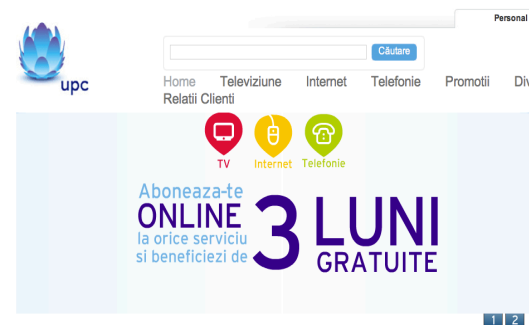 Personal
upc
Căutare
Home Televiziune Internet Telefonie Promotii Div
Relatii Clienti
TV Internet Telefonie
Aboneaza-te
ONLINE
la orice serviciu
si beneficiezi de
3 LUNI
GRATUITE
1 2